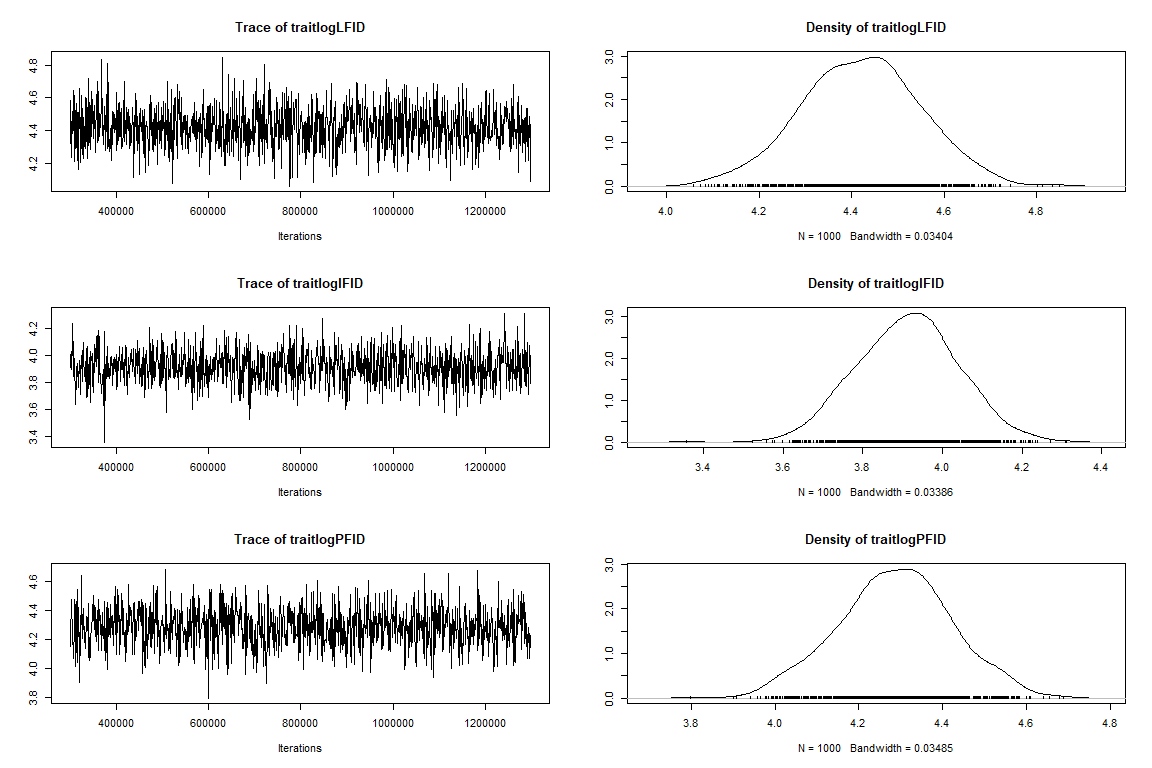 Trace of traitlogLFID
4.8
4.6
4.4
4.2
400000 600000 800000 1000000 1200000
Iterations
Density of traitlogLFID
3.0
2.0
1.0
0.0
4.0 4.2 4.4 4.6 4.8
N = 1000 Bandwidth = 0.03404
Trace of traitlogIFID
4.2
4.0
3.8
3.6
3.4
400000 600000 800000 1000000 1200000
Iterations
Density of traitlogIFID
3.0
2.0
1.0
0.0
3.4 3.6 3.8 4.0 4.2 4.4
N = 1000 Bandwidth = 0.03386
Trace of traitlogPFID
4.6
4.4
4.2
4.0
3.8
400000 600000 800000 1000000 1200000
Iterations
Density of traitlogPFID
3.0
2.0
1.0
0.0
3.8 4.0 4.2 4.4 4.6 4.8
N = 1000 Bandwidth = 0.03485